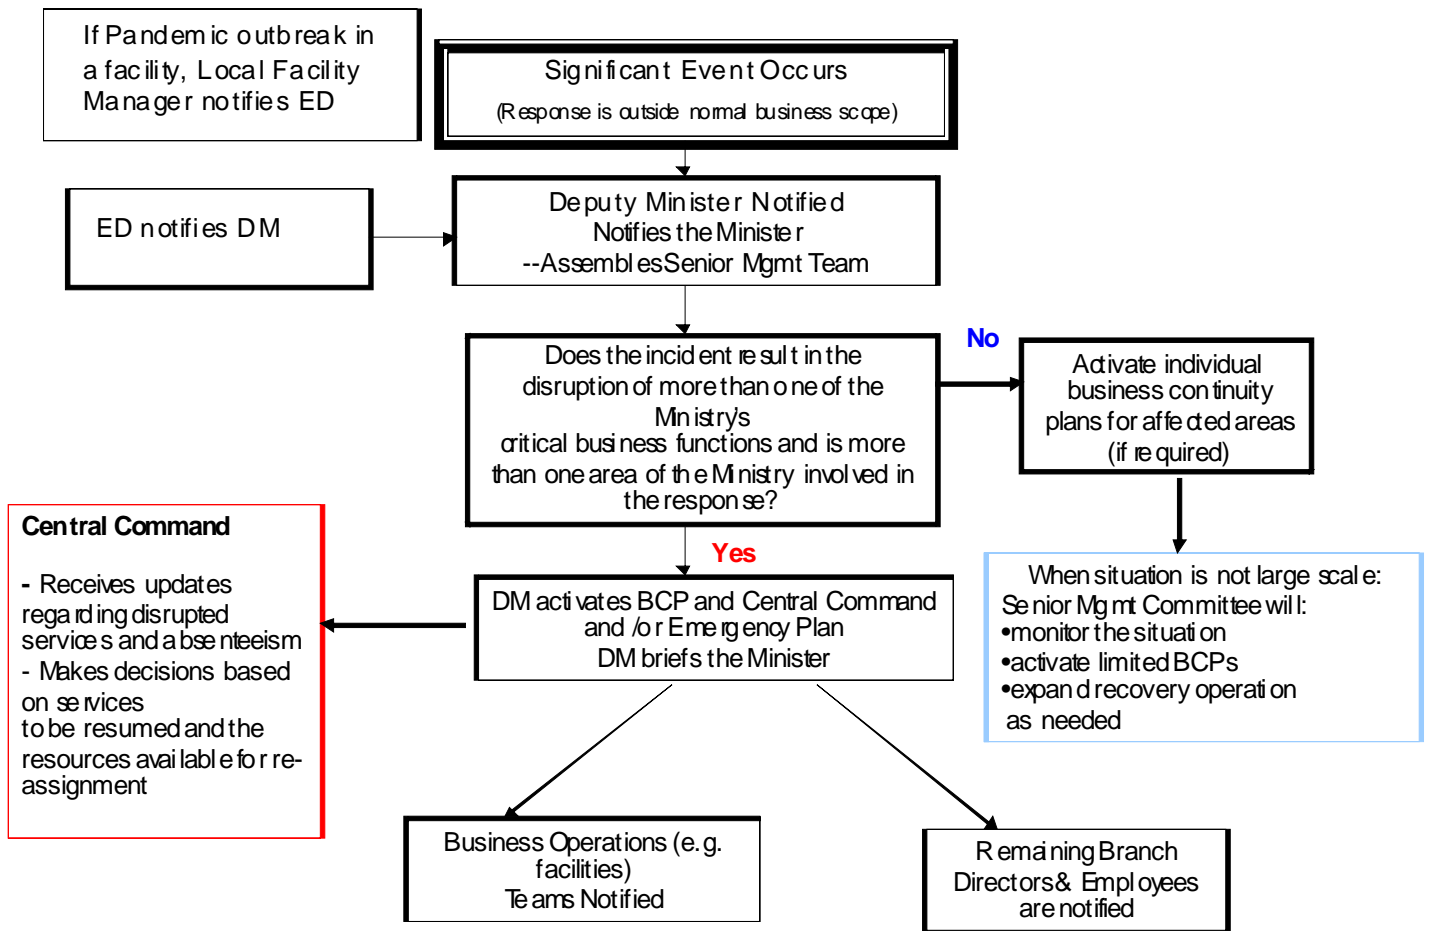 If Pandemic outbreak in
a facility, Local Facility
Manager notifies ED
Significant Event Occurs
(Response is outside normal business scope)
ED notifies DM
Deputy Minister Notified
Notifies the Minister
--Assembles Senior Mgmt Team
Does the incident result in the
disruption of more than one of the
Ministry's
critical business functions and is more
than one area of the Ministry involved in
the response?
No
Activate individual
business continuity
plans for affected areas
(if required)
Yes
Central Command
- Receives updates
regarding disrupted
services and absenteeism
- Makes decisions based
on services
to be resumed and the
resources available for re-
assignment
DM activates BCP and Central Command
and /or Emergency Plan
DM briefs the Minister
When situation is not large scale:
Senior Mgmt Committee will:
•monitor the situation
•activate limited BCPs
•expand recovery operation
as needed
Business Operations (e.g.
facilities)
Teams Notified
Remaining Branch
Directors & Employees
are notified